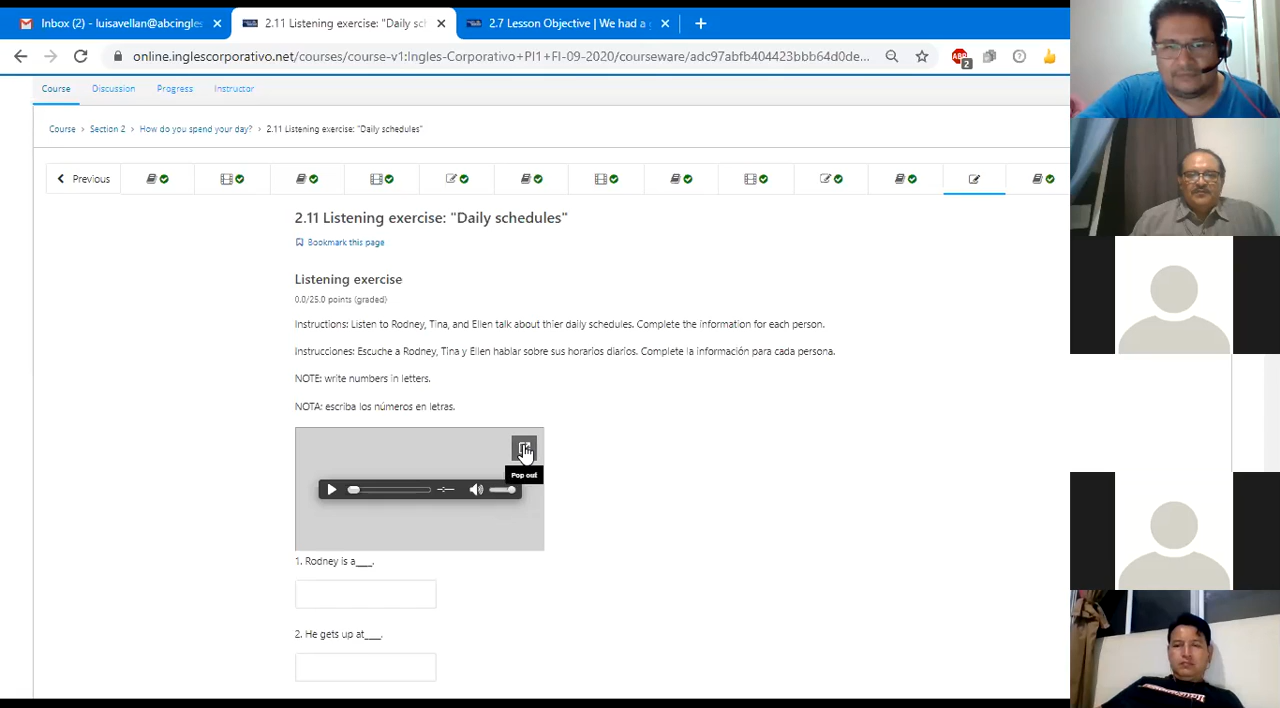 Inbox (2) - luisavellan@abcingles
2.11 Listening exercise: "Daily sch
2.7 Lesson Objective | We had a
online.inglescorporativo.net/courses/course-v1:Ingles-Corporativo+PI1+FI-09-2020/courseware/adc97abfb404423bbb64d0de...
2
Course Discussion Progress Instructor
Course > Section 2 > How do you spend your day? > 2.11 Listening exercise: "Daily schedules"
Previous
2.11 Listening exercise: "Daily schedules"
Bookmark this page
Listening exercise
0.0/25.0 points (graded)
Instructions: Listen to Rodney, Tina, and Ellen talk about thier daily schedules. Complete the information for each person.
Instrucciones: Escuche a Rodney, Tina y Ellen hablar sobre sus horarios diarios. Complete la información para cada persona.
NOTE: write numbers in letters.
NOTA: escriba los números en letras.
Pop out
1. Rodney is a___.
2. He gets up at___.